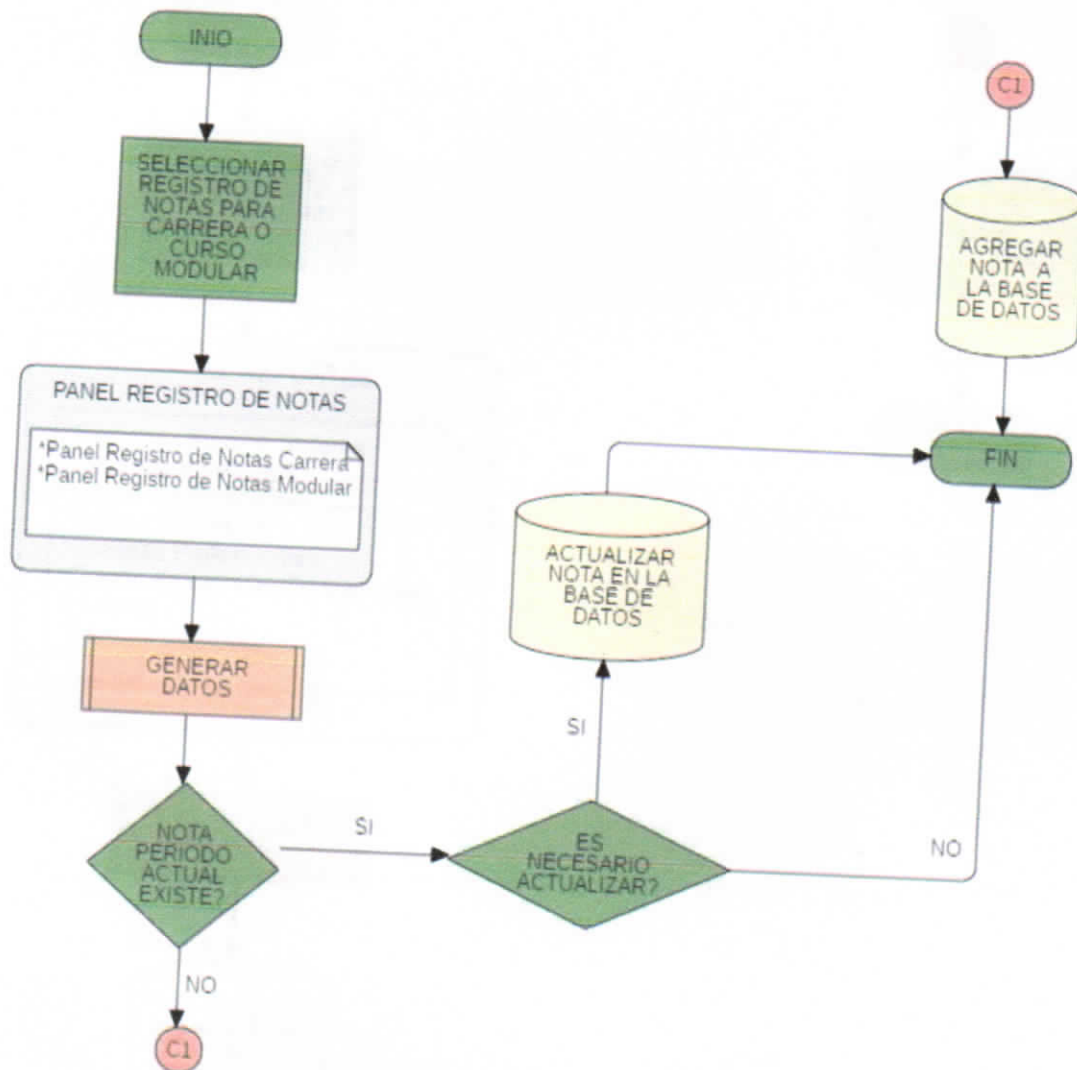 INIO
SELECCIONAR
REGISTRO DE
NOTAS PARA
CARRERA O
CURSO
MODULAR
PANEL REGISTRO DE NOTAS
*Panel Registro de Notas Carrera
*Panel Registro de Notas Modular
GENERAR
DATOS
NOTA
PERIODO
ACTUAL
EXISTE?
SI
NO
C1
ES
NECESARIO
ACTUALIZAR?
SI
NO
ACTUALIZAR
NOTA EN LA
BASE DE
DATOS
C1
AGREGAR
NOTA A
LA BASE
DE DATOS
FIN